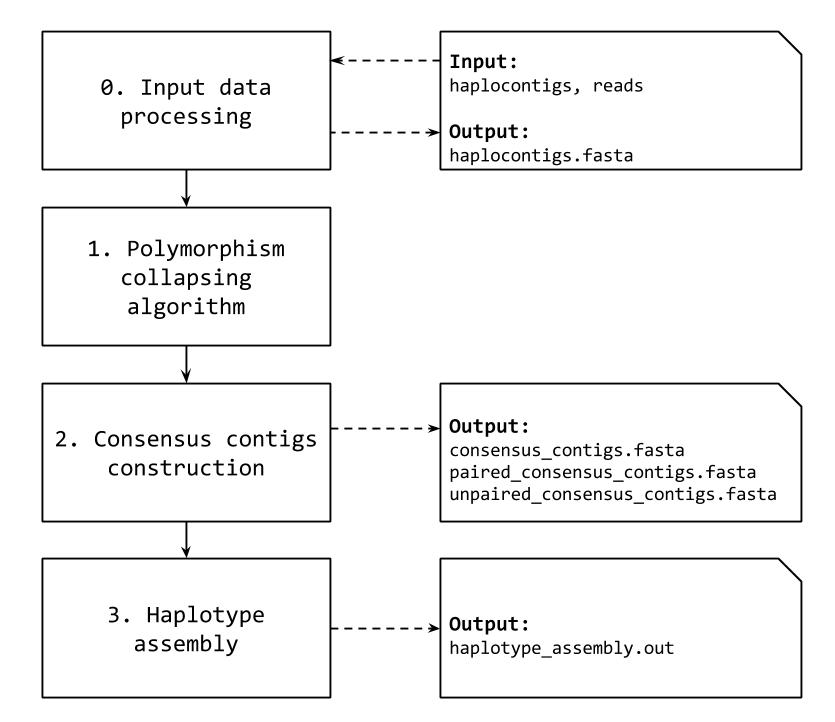 0. Input data
processing
Input:
haplocontigs, reads
Output:
haplocontigs.fasta
1. Polymorphism
collapsing
algorithm
2. Consensus contigs
construction
Output:
consensus_contigs.fasta
paired_consensus_contigs.fasta
unpaired_consensus_contigs.fasta
3. Haplotype
assembly
Output:
haplotype_assembly.out